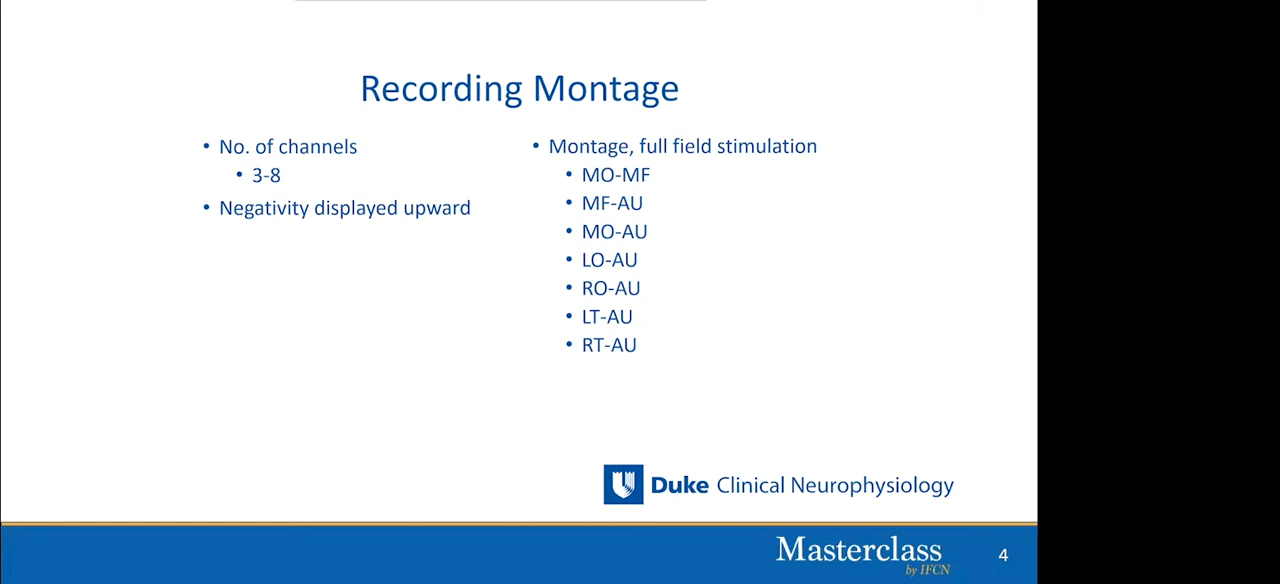 Recording Montage
• No. of channels
• 3-8
• Negativity displayed upward
• Montage, full field stimulation
• MO-MF
• MF-AU
• MO-AU
• LO-AU
• RO-AU
• LT-AU
• RT-AU
Duke Clinical Neurophysiology
Masterclass
by IFCN
4